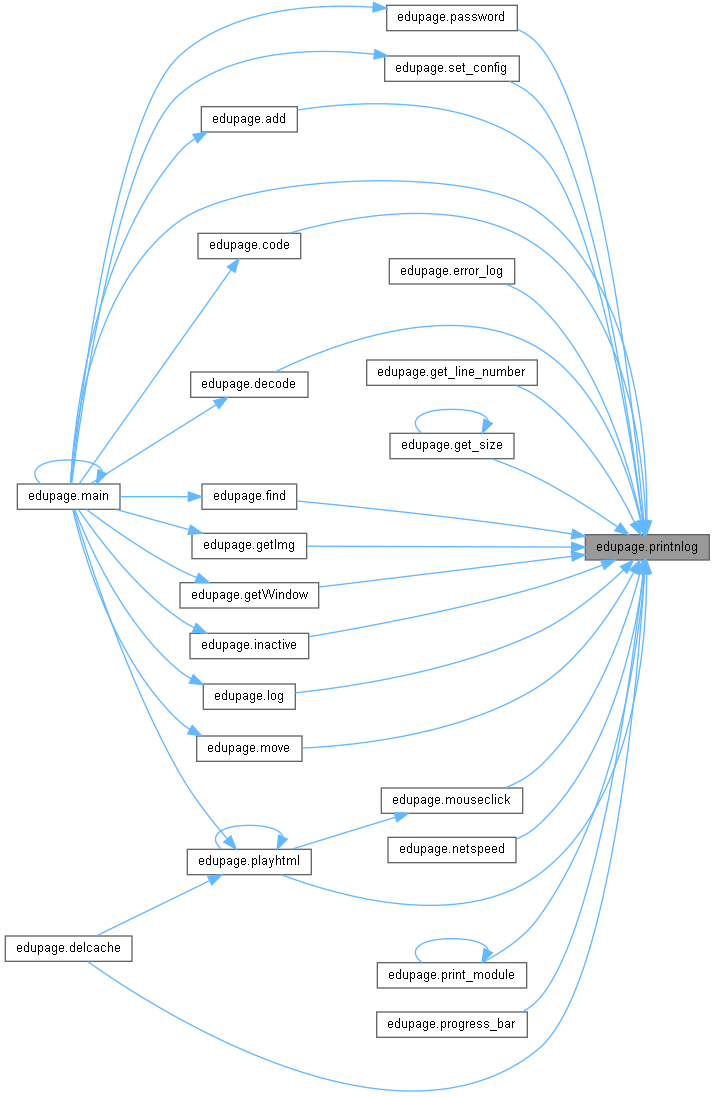 edupage.password
edupage.set_config
edupage.add
edupage.code
edupage.error_log
edupage.get_line_number
edupage.decode
edupage.get_size
edupage.main
edupage.find
edupage.getImg
edupage.printnlog
edupage.getWindow
edupage.inactive
edupage.log
edupage.move
edupage.mouseclick
edupage.netspeed
edupage.playhtml
edupage.delcache
edupage.print_module
edupage.progress_bar